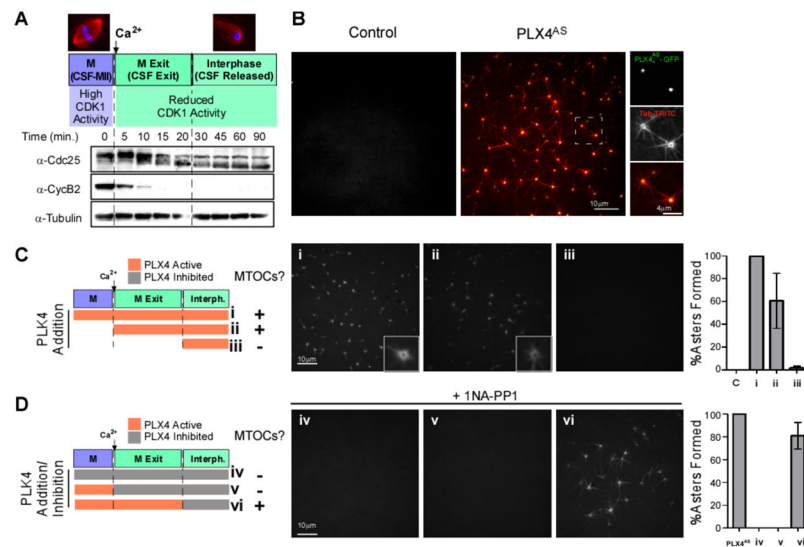 A
Ca²⁺
M
(CSF-MII)
M Exit
(CSF Exit)
Interphase
(CSF Released)
High
CDK1
Activity
Reduced
CDK1 Activity
Time (min.) 0 5 10 15 20 30 45 60 90
α-Cdc25
α-CycB2
α-Tubulin
B
Control
PLX4ᴬˢ
10μm
PLX4ᴬˢ-GFP
Tub-TRITC
4μm
C
PLX4 Active
PLX4 Inhibited
Ca²⁺
MTOCs?
M
M Exit
Interph.
PLK4
Addition
i +
ii +
iii -
i
10μm
ii
iii
%Asters Formed
100
80
60
40
20
0
C i ii iii
D
PLX4 Active
PLX4 Inhibited
Ca²⁺
MTOCs?
M
M Exit
Interph.
PLK4
Addition/
Inhibition
iv -
v -
vi +
+ 1NA-PP1
iv
10μm
v
vi
%Asters Formed
100
80
60
40
20
0
PLX4ᴬˢ iv v vi